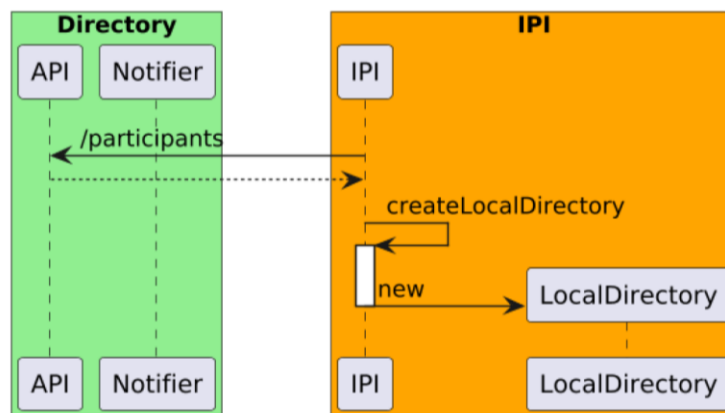 Directory
IPI
API
Notifier
IPI
/participants
createLocalDirectory
new
LocalDirectory
API
Notifier
IPI
LocalDirectory